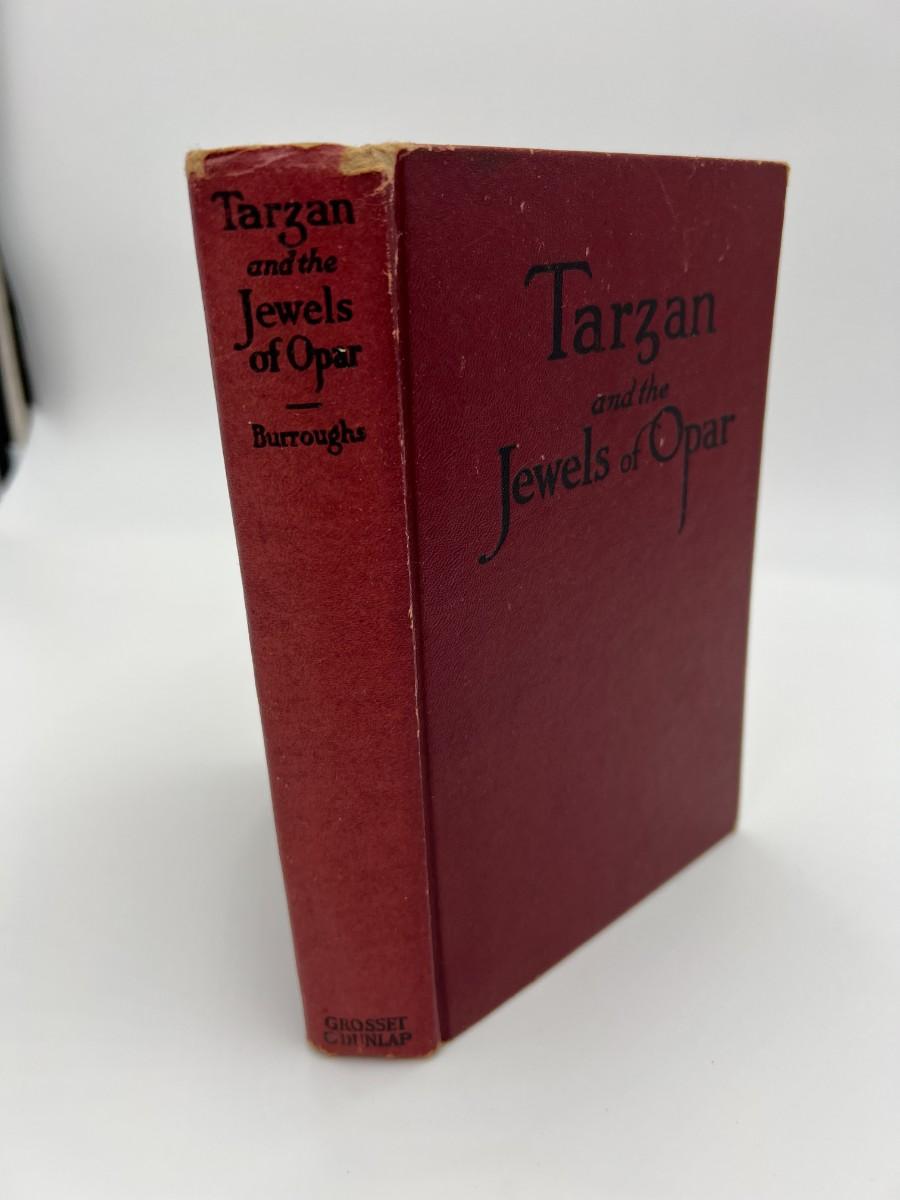 Tarzan
and the
Jewels
of Opar
Burroughs
GROSSET
& DUNLAP
Tarzan
and the
Jewels of Opar